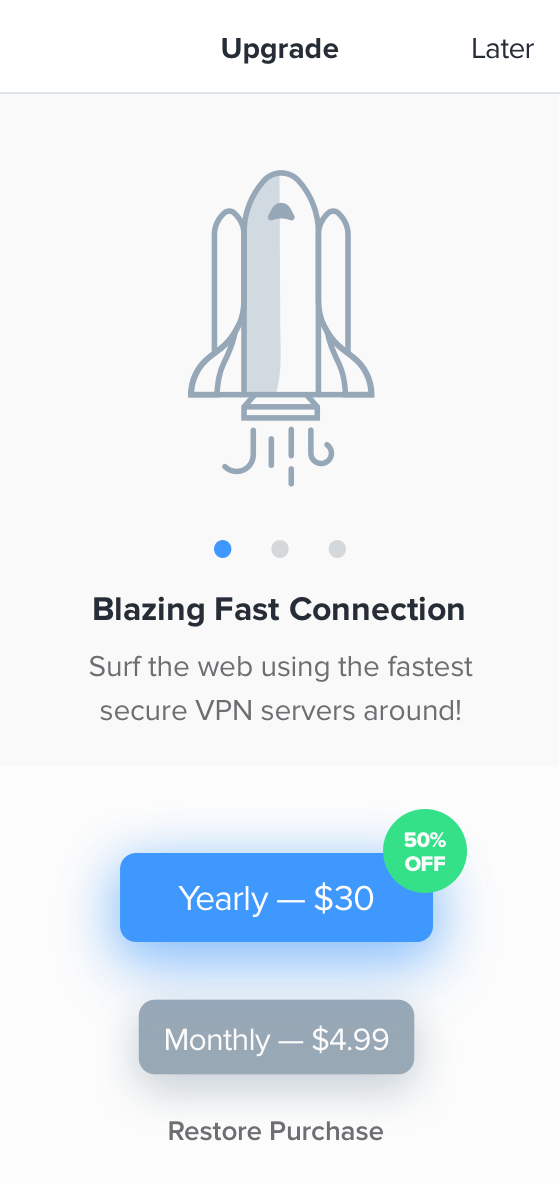 Upgrade
Later
Blazing Fast Connection
Surf the web using the fastest
secure VPN servers around!
50%
OFF
Yearly — $30
Monthly — $4.99
Restore Purchase